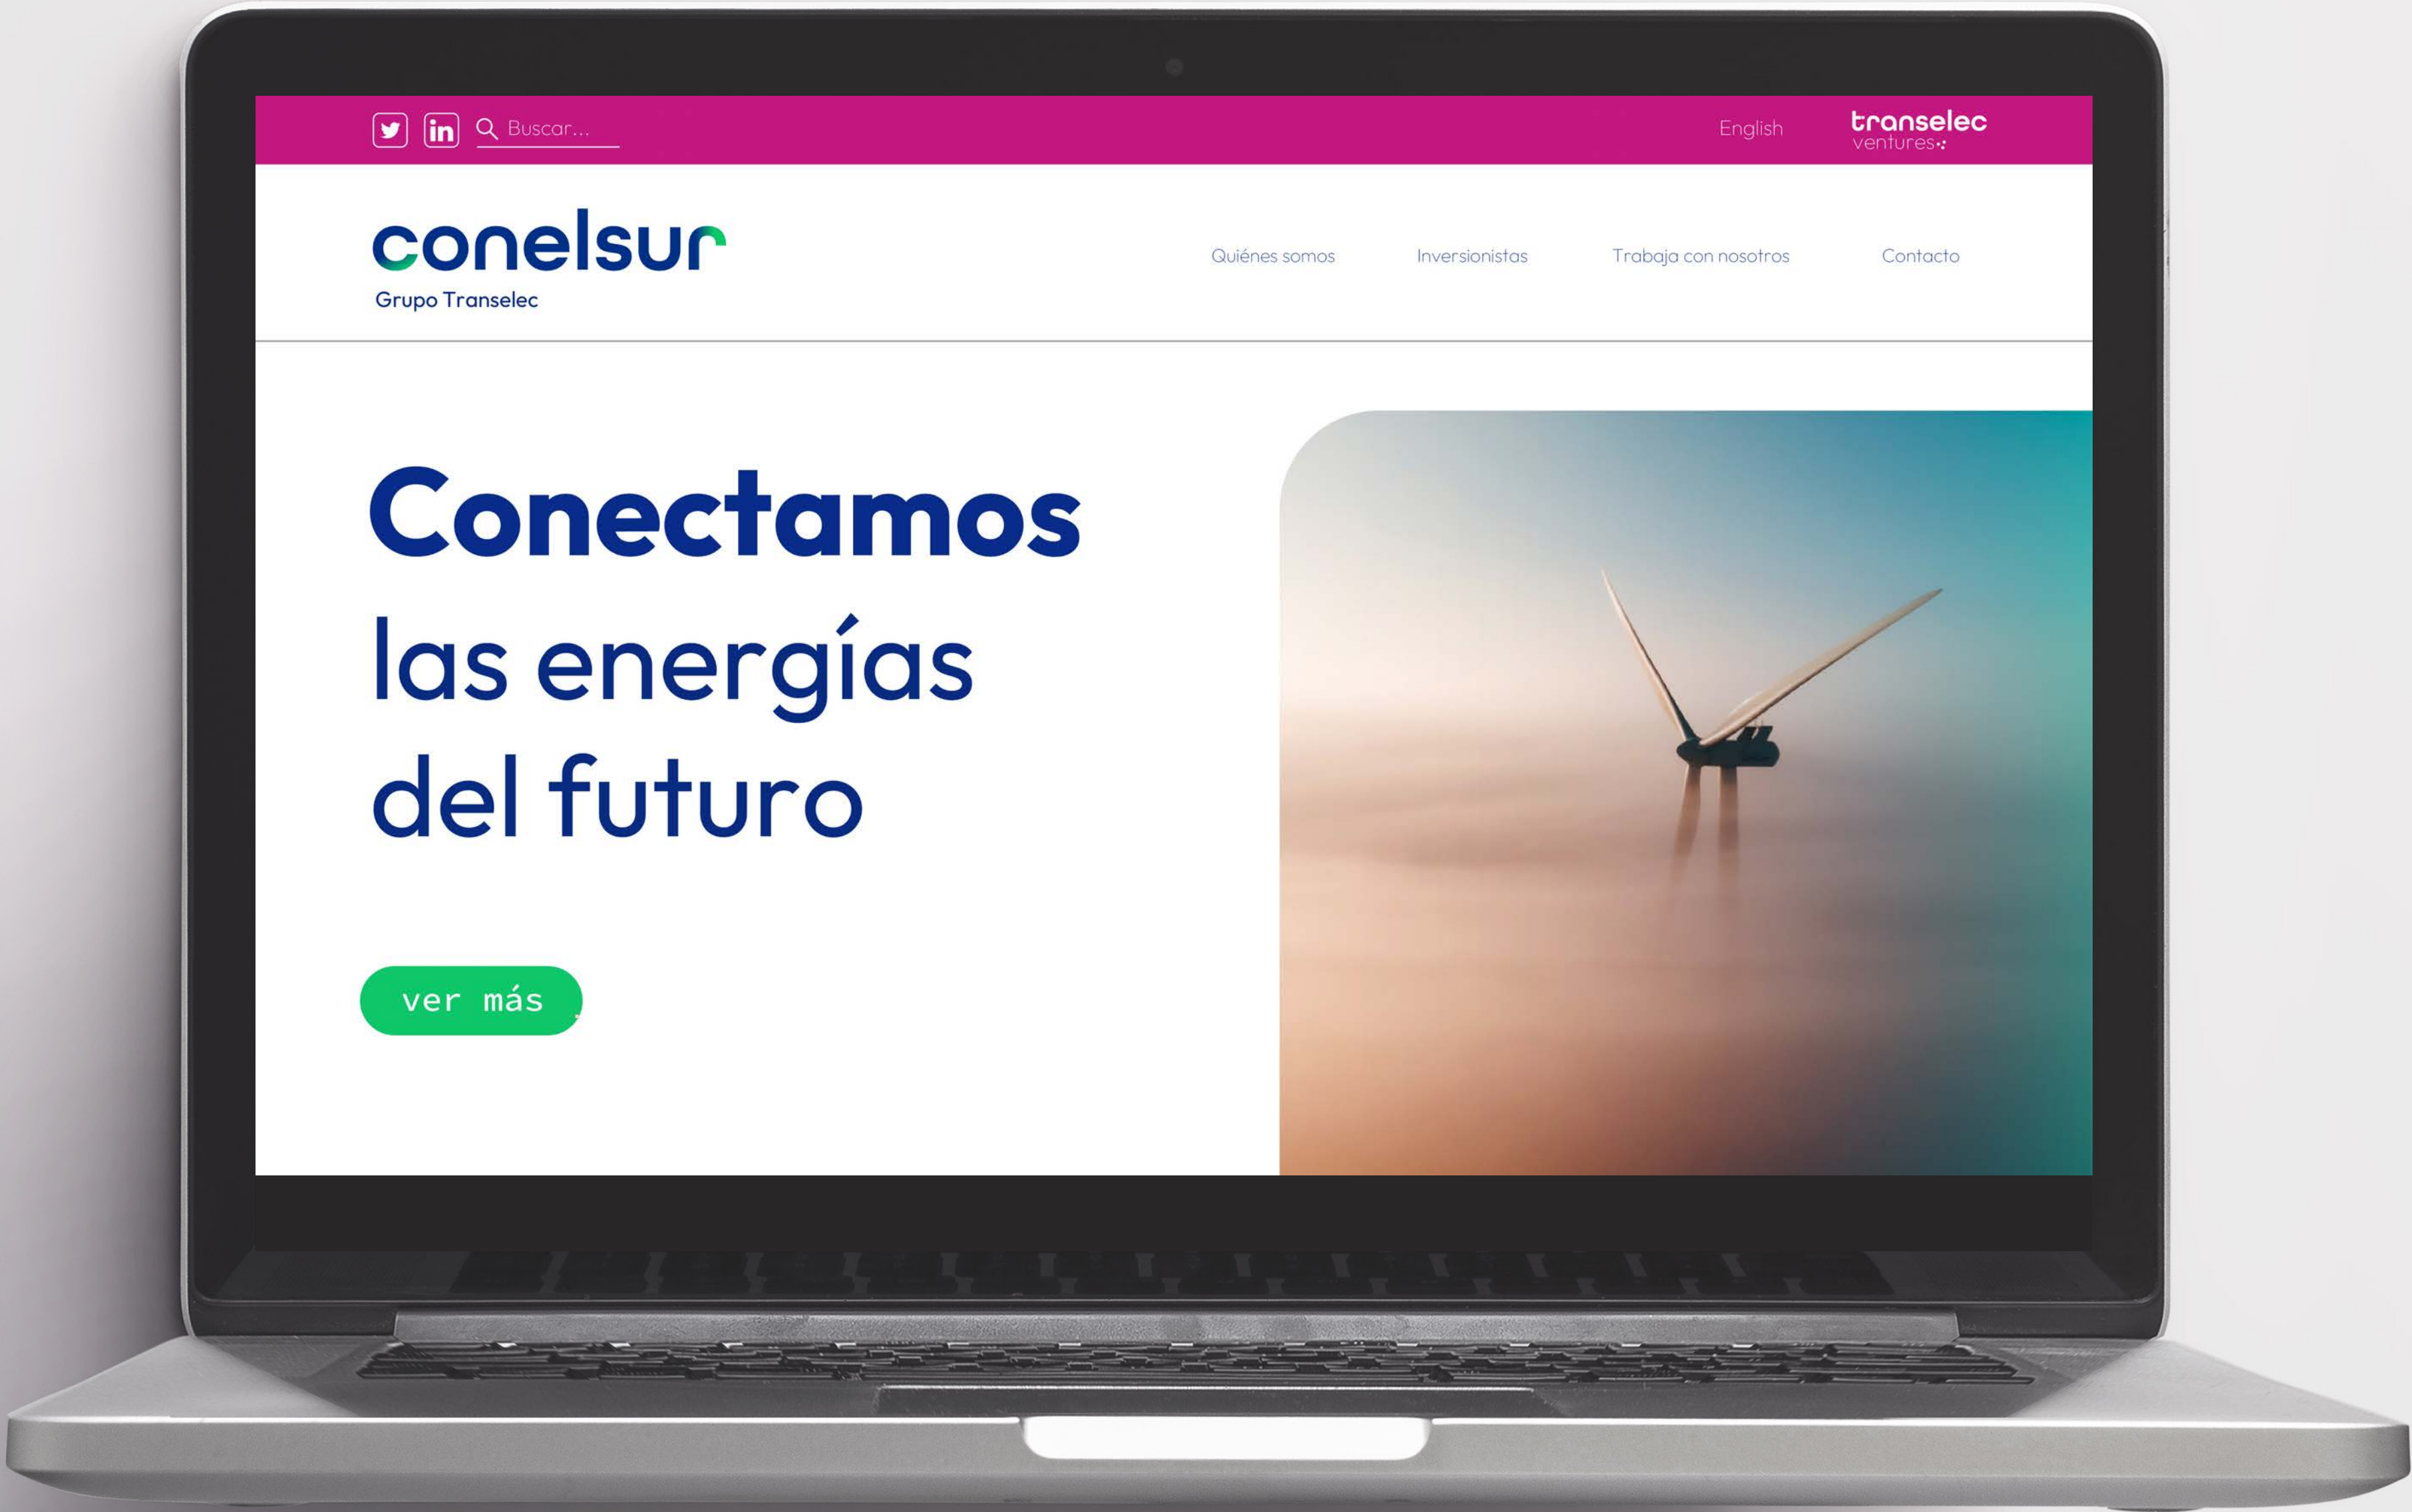 in Buscar... English transelec
ventures
conelsur
Grupo Transelec
Quiénes somos Inversionistas Trabaja con nosotros Contacto
Conectamos
las energías
del futuro
ver más